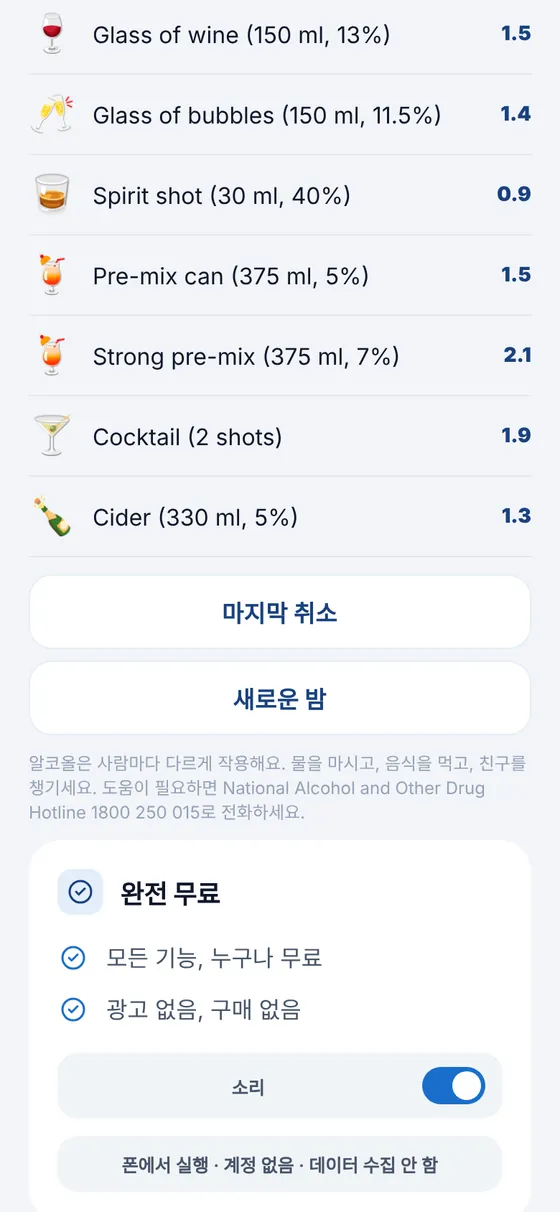 Glass of wine (150 ml, 13%) 1.5
Glass of bubbles (150 ml, 11.5%) 1.4
Spirit shot (30 ml, 40%) 0.9
Pre-mix can (375 ml, 5%) 1.5
Strong pre-mix (375 ml, 7%) 2.1
Cocktail (2 shots) 1.9
Cider (330 ml, 5%) 1.3
마지막 취소
새로운 밤
알코올은 사람마다 다르게 작용해요. 물을 마시고, 음식을 먹고, 친구를
챙기세요. 도움이 필요하면 National Alcohol and Other Drug
Hotline 1800 250 015로 전화하세요.
완전 무료
모든 기능, 누구나 무료
광고 없음, 구매 없음
소리
폰에서 실행 · 계정 없음 · 데이터 수집 안 함